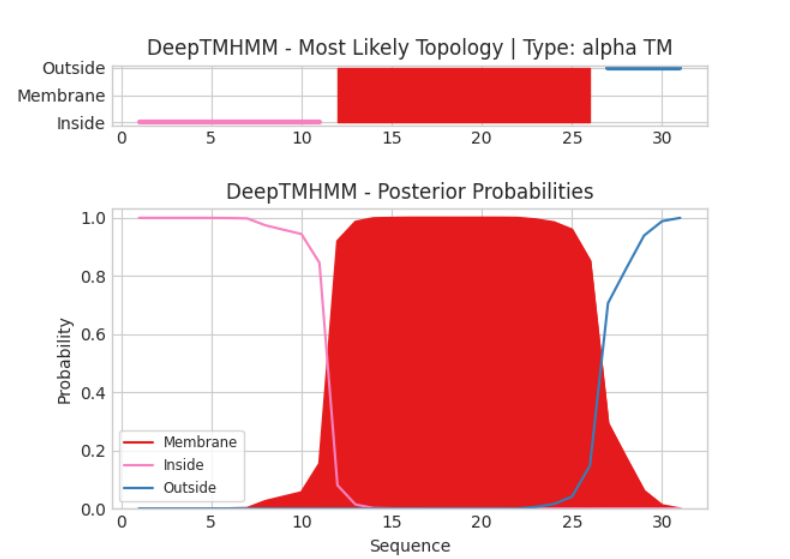 DeepTMHMM - Most Likely Topology | Type: alpha TM
Outside
Membrane
Inside
0 5 10 15 20 25 30
DeepTMHMM - Posterior Probabilities
1.0
0.8
0.6
0.4
0.2
0.0
Probability
Membrane
Inside
Outside
0 5 10 15 20 25 30
Sequence